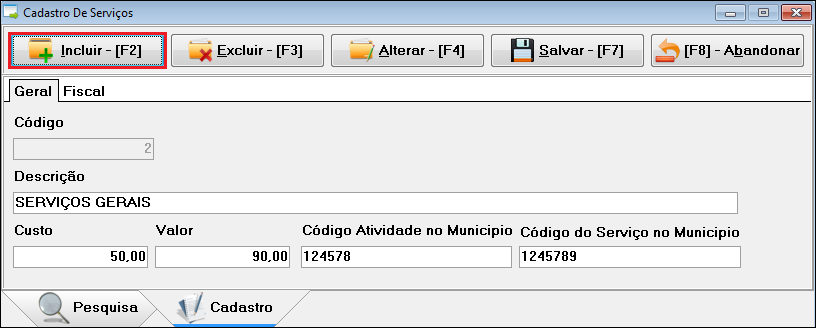 Cadastro De Serviços
Incluir - [F2] Excluir - [F3] Alterar - [F4] Salvar - [F7] [F8] - Abandonar
Geral Fiscal
Código
2
Descrição
SERVIÇOS GERAIS
Custo Valor Código Atividade no Municipio Código do Serviço no Municipio
50,00 90,00 124578 1245789
Pesquisa Cadastro